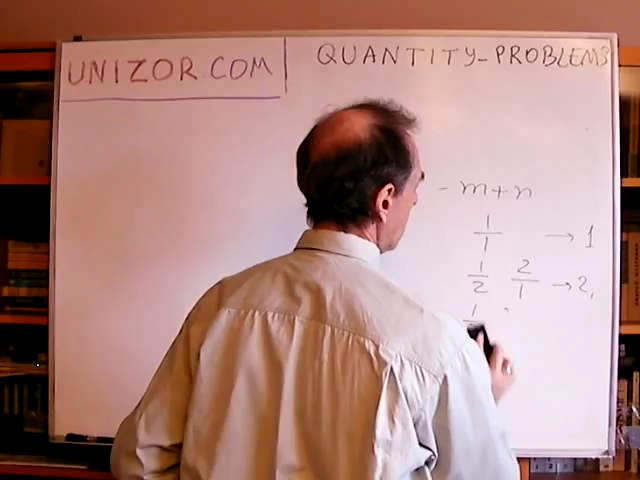 UNIZOR.COM
QUANTITY-PROBLEMS
- m+n
1/1 → 1
1/2 2/1 → 2,
1